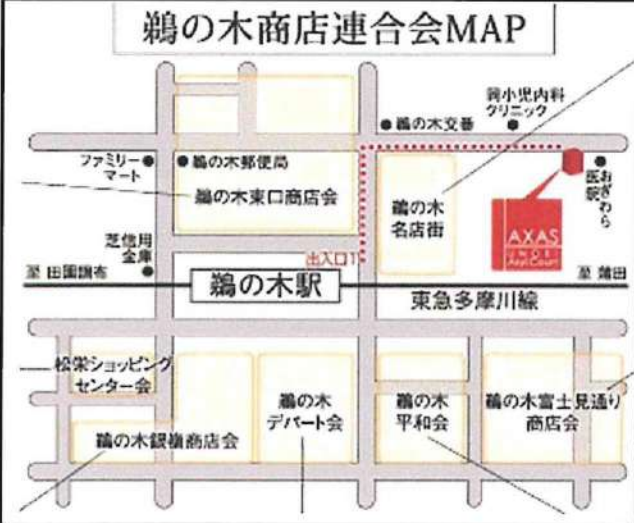 鵜の木商店連合会MAP
●鵜の木交番
岡小児内科
クリニック
ファミリー
マート
鵜の木郵便局
鵜の木東口商店会
鵜の木
名店街
おぎわら
医院
AXAS
芝信用
金庫
出入口1
至 田園調布
鵜の木駅
至 蒲田
東急多摩川線
松栄ショッピング
センター会
鵜の木銀嶺商店会
鵜の木
デパート会
鵜の木
平和会
鵜の木富士見通り
商店会